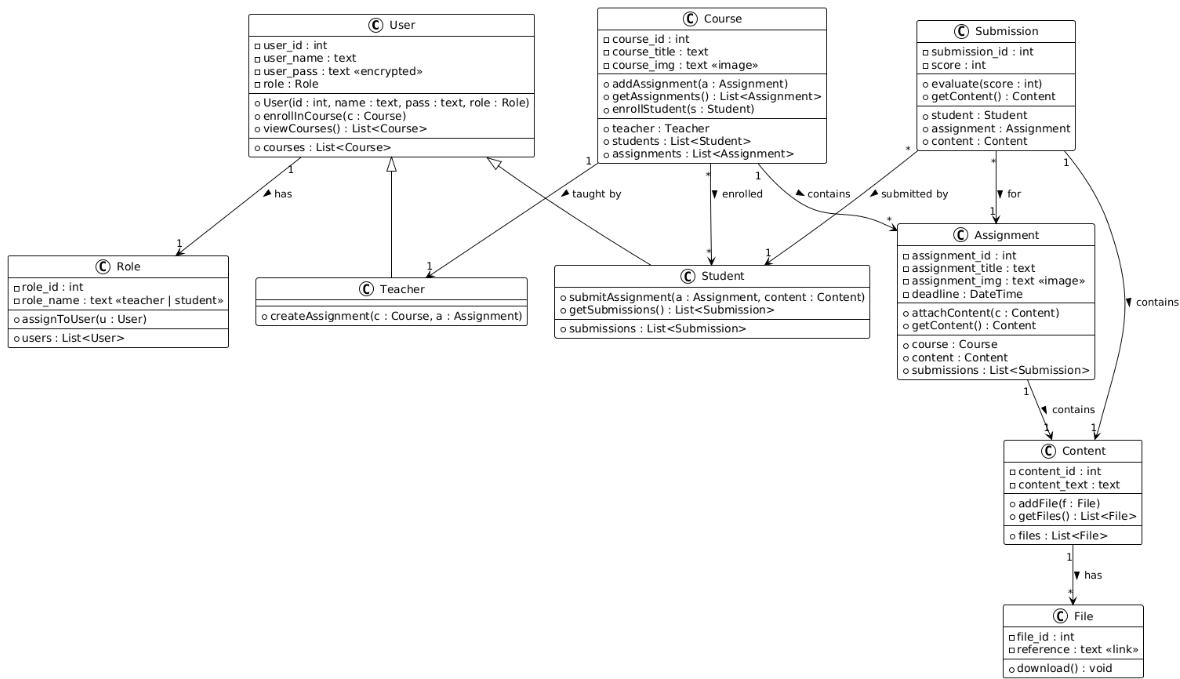 C User
user_id : int
user_name : text
user_pass : text «encrypted»
role : Role
User(id : int, name : text, pass : text, role : Role)
enrollInCourse(c : Course)
viewCourses() : List<Course>
courses : List<Course>
C Course
course_id : int
course_title : text
course_img : text «image»
addAssignment(a : Assignment)
getAssignments() : List<Assignment>
enrollStudent(s : Student)
teacher : Teacher
students : List<Student>
assignments : List<Assignment>
C Submission
submission_id : int
score : int
evaluate(score : int)
getContent() : Content
student : Student
assignment : Assignment
content : Content
1
has
1
1
taught by
1
*
enrolled
*
1
contains
*
*
submitted by
1
*
for
1
1
contains
1
C Role
role_id : int
role_name : text «teacher | student»
assignToUser(u : User)
users : List<User>
C Teacher
createAssignment(c : Course, a : Assignment)
C Student
submitAssignment(a : Assignment, content : Content)
getSubmissions() : List<Submission>
submissions : List<Submission>
C Assignment
assignment_id : int
assignment_title : text
assignment_img : text «image»
deadline : DateTime
attachContent(c : Content)
getContent() : Content
course : Course
content : Content
submissions : List<Submission>
1
contains
1
C Content
content_id : int
content_text : text
addFile(f : File)
getFiles() : List<File>
files : List<File>
1
has
*
C File
file_id : int
reference : text «link»
download() : void